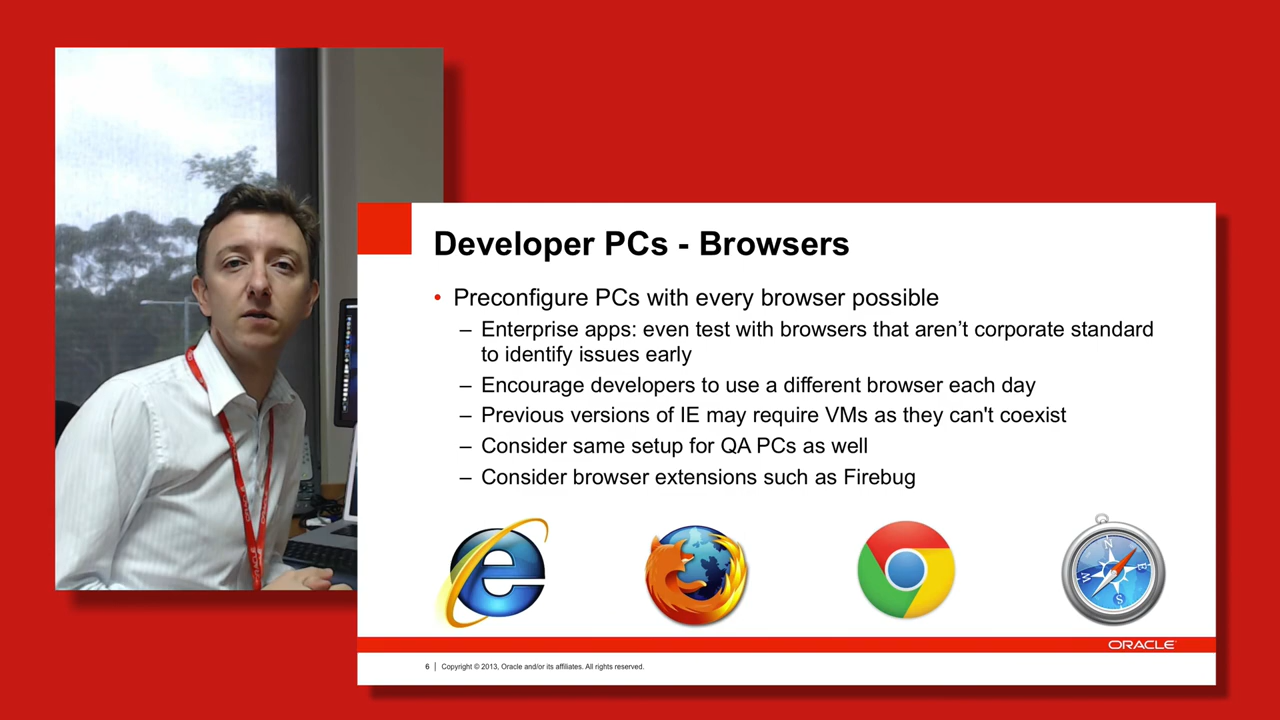 Developer PCs - Browsers
• Preconfigure PCs with every browser possible
– Enterprise apps: even test with browsers that aren’t corporate standard
to identify issues early
– Encourage developers to use a different browser each day
– Previous versions of IE may require VMs as they can't coexist
– Consider same setup for QA PCs as well
– Consider browser extensions such as Firebug
ORACLE
6 | Copyright © 2013, Oracle and/or its affiliates. All rights reserved.